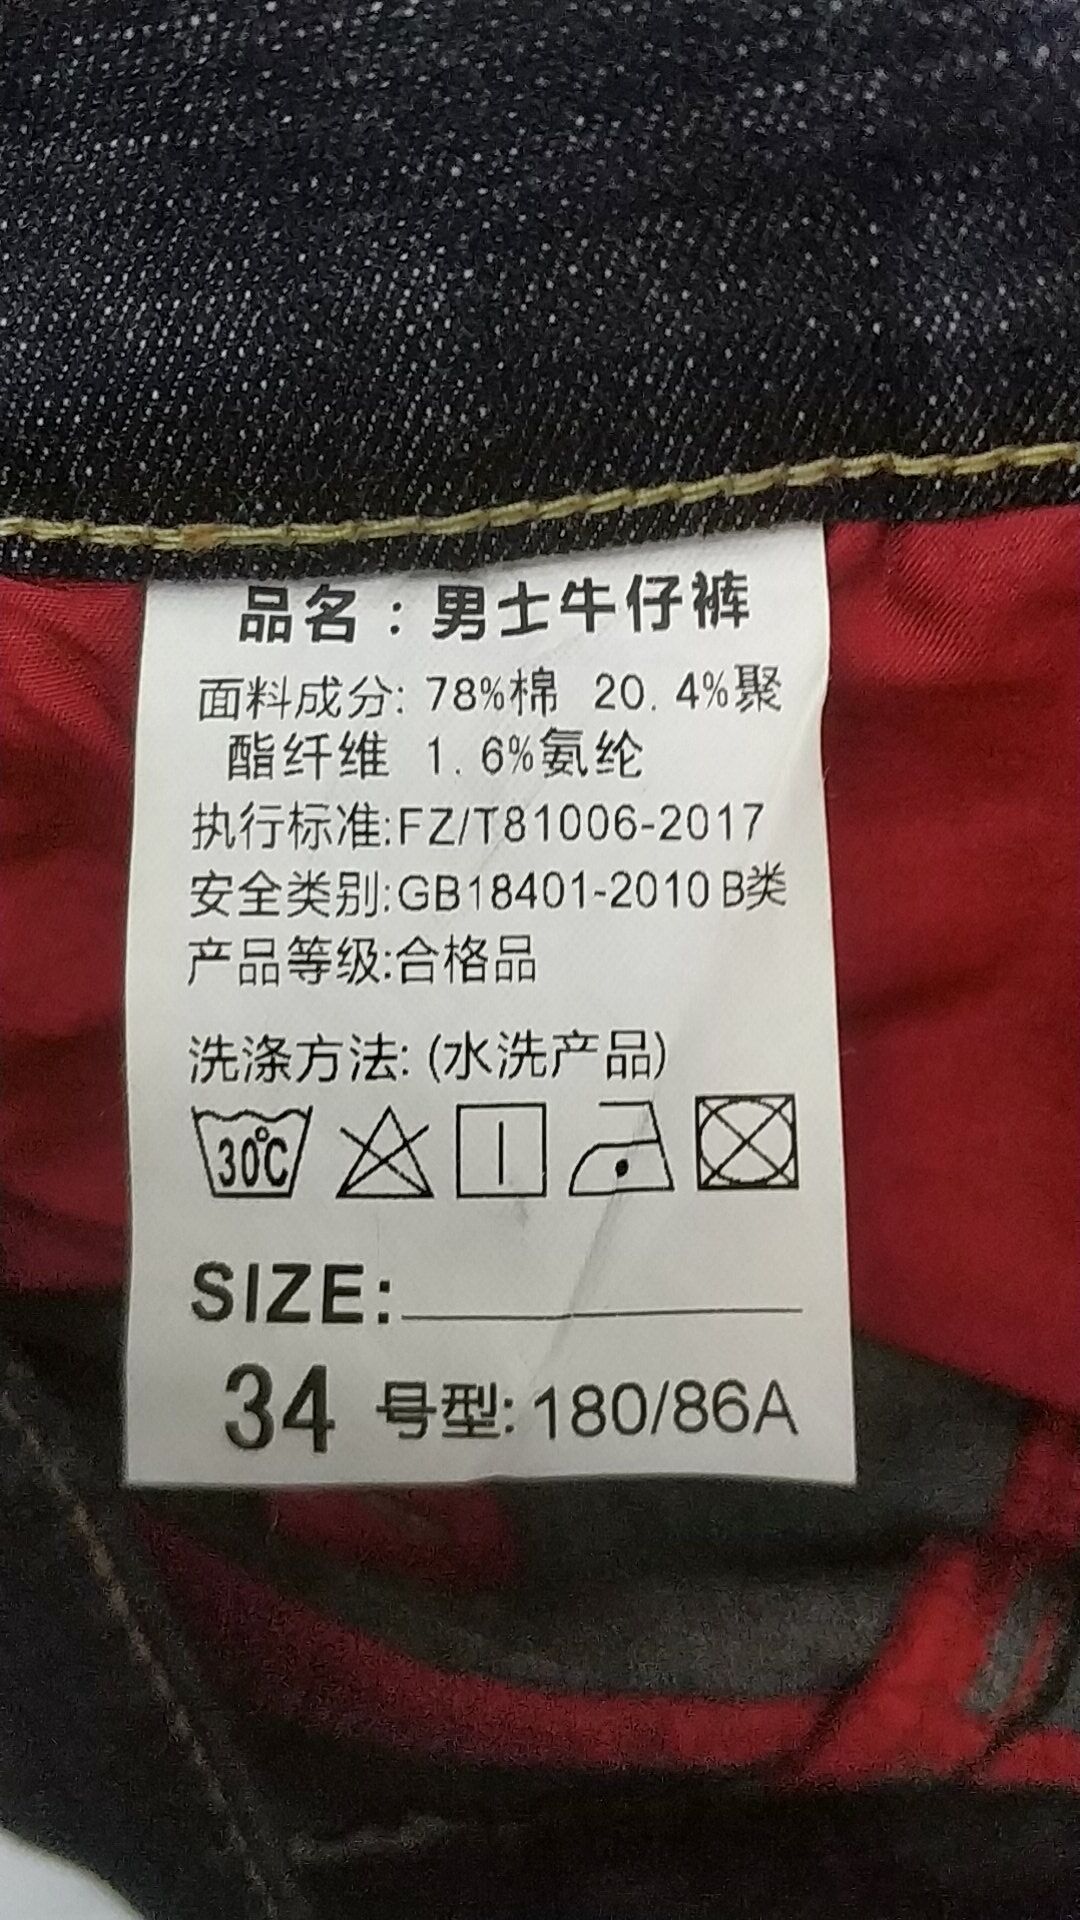 品名：男士牛仔裤
面料成分: 78%棉 20.4%聚
酯纤维 1.6%氨纶
执行标准:FZ/T81006-2017
安全类别:GB18401-2010 B类
产品等级:合格品
洗涤方法: (水洗产品)
30℃
SIZE:
34 号型: 180/86A